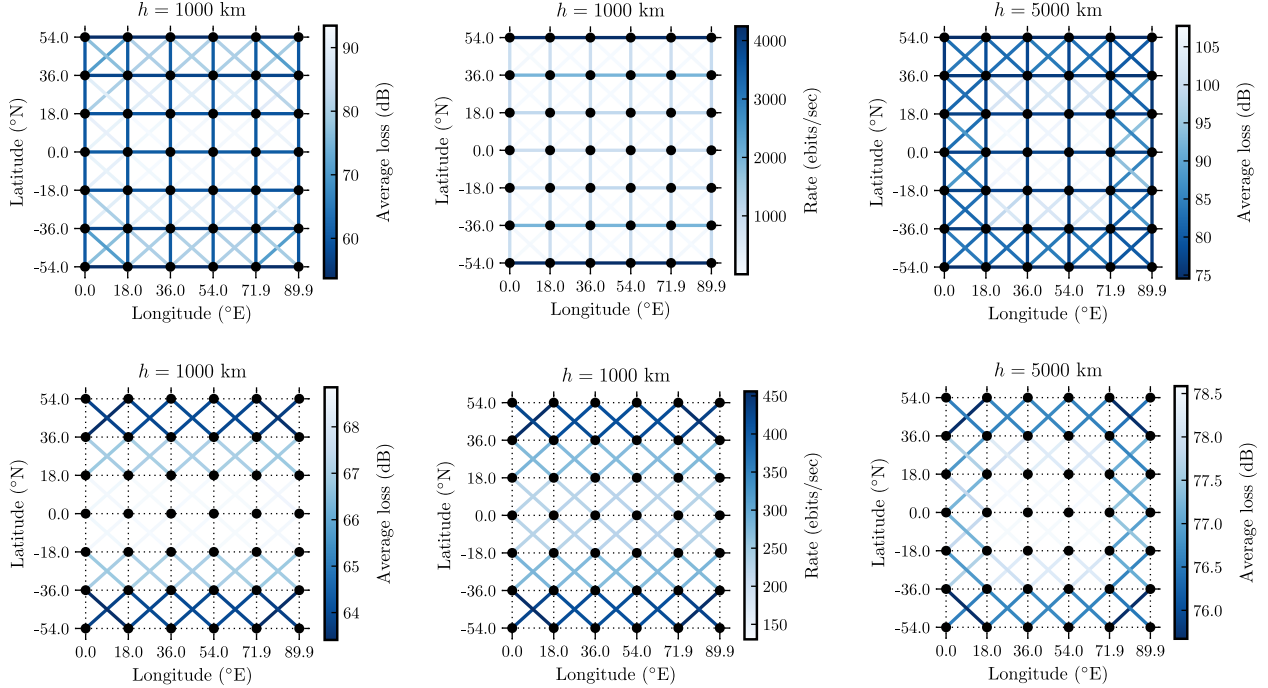 h = 1000 km
54.0
36.0
18.0
0.0
-18.0
-36.0
-54.0
Latitude (°N)
0.0 18.0 36.0 54.0 71.9 89.9
Longitude (°E)
90
80
70
60
Average loss (dB)
h = 1000 km
54.0
36.0
18.0
0.0
-18.0
-36.0
-54.0
Latitude (°N)
0.0 18.0 36.0 54.0 71.9 89.9
Longitude (°E)
4000
3000
2000
1000
Rate (ebits/sec)
h = 5000 km
54.0
36.0
18.0
0.0
-18.0
-36.0
-54.0
Latitude (°N)
0.0 18.0 36.0 54.0 71.9 89.9
Longitude (°E)
105
100
95
90
85
80
75
Average loss (dB)
h = 1000 km
54.0
36.0
18.0
0.0
-18.0
-36.0
-54.0
Latitude (°N)
0.0 18.0 36.0 54.0 71.9 89.9
Longitude (°E)
68
67
66
65
64
Average loss (dB)
h = 1000 km
54.0
36.0
18.0
0.0
-18.0
-36.0
-54.0
Latitude (°N)
0.0 18.0 36.0 54.0 71.9 89.9
Longitude (°E)
450
400
350
300
250
200
150
Rate (ebits/sec)
h = 5000 km
54.0
36.0
18.0
0.0
-18.0
-36.0
-54.0
Latitude (°N)
0.0 18.0 36.0 54.0 71.9 89.9
Longitude (°E)
78.5
78.0
77.5
77.0
76.5
76.0
Average loss (dB)